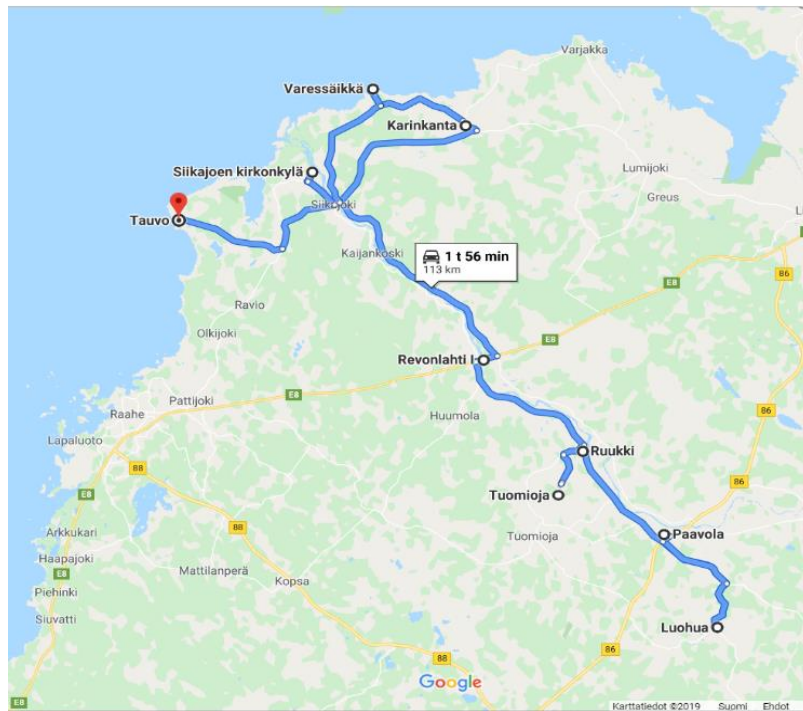 Varjakka
Varessäikkä
Karinkanta
Siikajoen kirkonkylä
Lumijoki
Greus
Siikajoki
Tauvo
1 t 56 min
113 km
Kaijankoski
86
Ravio
E8
Olkijoki
Revonlahti I
E8
Pattijoki
Raahe
Huumola
86
Lapaluoto
Ruukki
88
86
E8
Tuomioja
88
Paavola
Arkkukari
Tuomioja
Haapajoki
E8
Mattilanperä
Kopsa
Piehinki
Siuvatti
Luohua
86
88
Google
E8
Karttatiedot ©2019 Suomi Ehdot